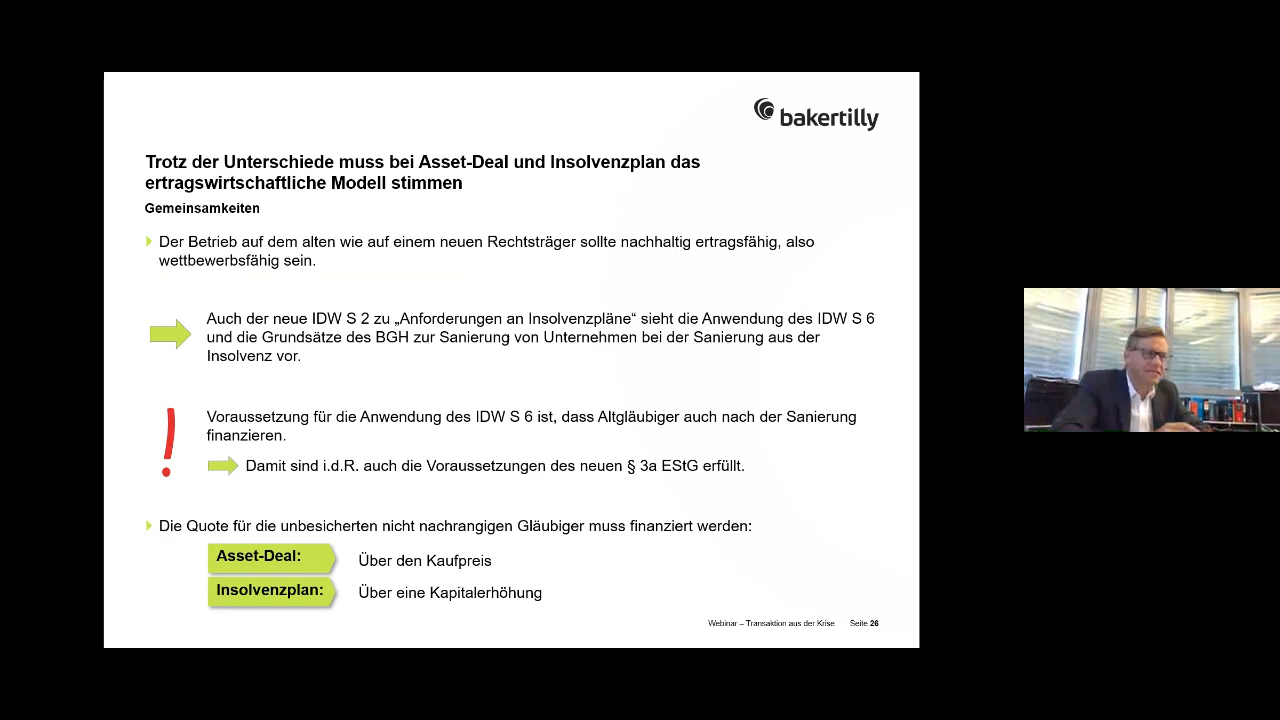 bakertilly
Trotz der Unterschiede muss bei Asset-Deal und Insolvenzplan das
ertragswirtschaftliche Modell stimmen
Gemeinsamkeiten
Der Betrieb auf dem alten wie auf einem neuen Rechtsträger sollte nachhaltig ertragsfähig, also
wettbewerbsfähig sein.
Auch der neue IDW S 2 zu „Anforderungen an Insolvenzpläne“ sieht die Anwendung des IDW S 6
und die Grundsätze des BGH zur Sanierung von Unternehmen bei der Sanierung aus der
Insolvenz vor.
!
Voraussetzung für die Anwendung des IDW S 6 ist, dass Altgläubiger auch nach der Sanierung
finanzieren.
Damit sind i.d.R. auch die Voraussetzungen des neuen § 3a EStG erfüllt.
Die Quote für die unbesicherten nicht nachrangigen Gläubiger muss finanziert werden:
Asset-Deal: Über den Kaufpreis
Insolvenzplan: Über eine Kapitalerhöhung
Webinar – Transaktion aus der Krise Seite 26